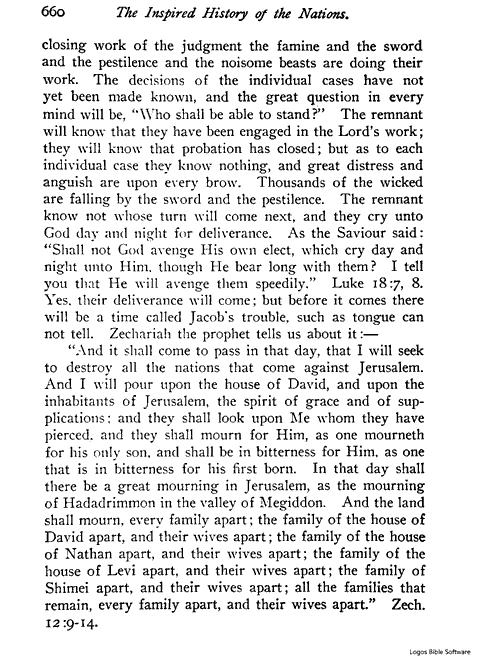 660 The Inspired History of the Nations.
closing work of the judgment the famine and the sword
and the pestilence and the noisome beasts are doing their
work. The decisions of the individual cases have not
yet been made known, and the great question in every
mind will be, "Who shall be able to stand?" The remnant
will know that they have been engaged in the Lord's work;
they will know that probation has closed; but as to each
individual case they know nothing, and great distress and
anguish are upon every brow. Thousands of the wicked
are falling by the sword and the pestilence. The remnant
know not whose turn will come next, and they cry unto
God day and night for deliverance. As the Saviour said:
"Shall not God avenge His own elect, which cry day and
night unto Him, though He bear long with them? I tell
you that He will avenge them speedily." Luke 18:7, 8.
Yes, their deliverance will come; but before it comes there
will be a time called Jacob's trouble, such as tongue can
not tell. Zechariah the prophet tells us about it:—
"And it shall come to pass in that day, that I will seek
to destroy all the nations that come against Jerusalem.
And I will pour upon the house of David, and upon the
inhabitants of Jerusalem, the spirit of grace and of sup-
plications; and they shall look upon Me whom they have
pierced, and they shall mourn for Him, as one mourneth
for his only son, and shall be in bitterness for Him, as one
that is in bitterness for his first born. In that day shall
there be a great mourning in Jerusalem, as the mourning
of Hadadrimmon in the valley of Megiddon. And the land
shall mourn, every family apart; the family of the house of
David apart, and their wives apart; the family of the house
of Nathan apart, and their wives apart; the family of the
house of Levi apart, and their wives apart; the family of
Shimei apart, and their wives apart; all the families that
remain, every family apart, and their wives apart." Zech.
12:9-14.
Logos Bible Software